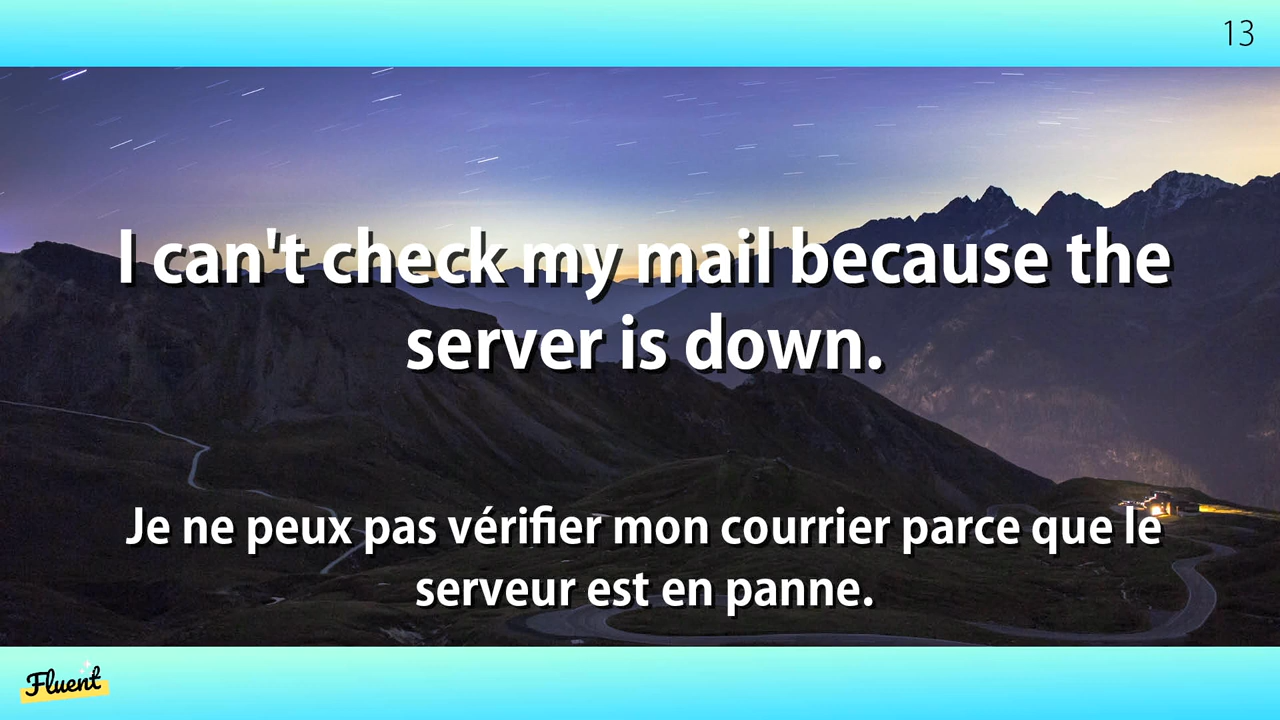 13
I can't check my mail because the
server is down.
Je ne peux pas vérifier mon courrier parce que le
serveur est en panne.
Fluent